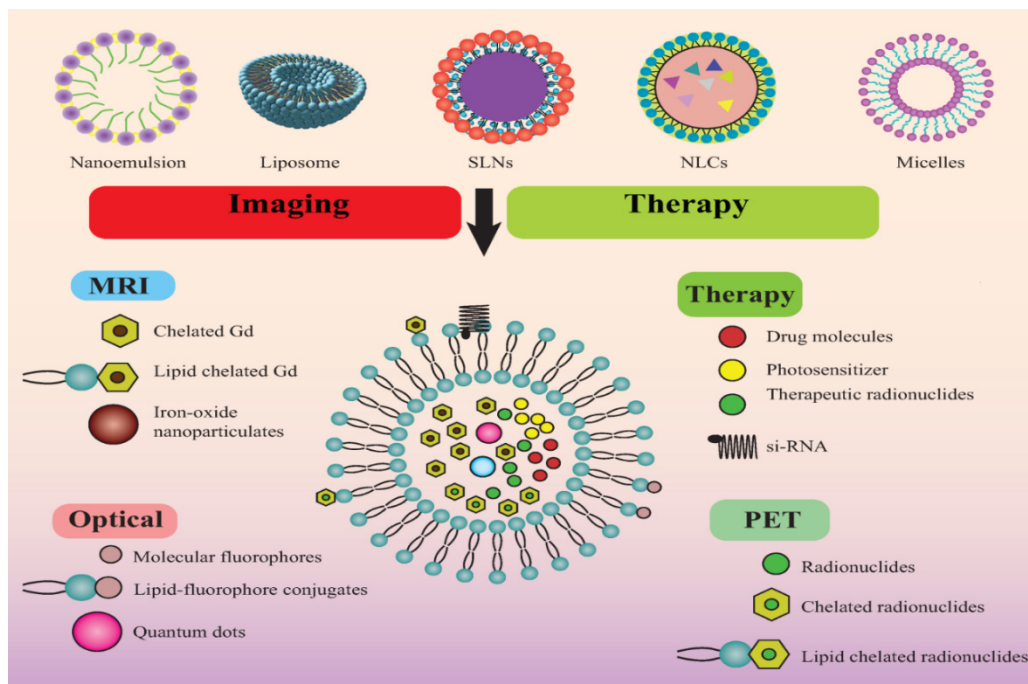 Nanoemulsion
Liposome
SLNs
NLCs
Micelles
Imaging
Therapy
MRI
Chelated Gd
Lipid chelated Gd
Iron-oxide
nanoparticulates
Optical
Molecular fluorophores
Lipid-fluorophore conjugates
Quantum dots
Therapy
Drug molecules
Photosensitizer
Therapeutic radionuclides
si-RNA
PET
Radionuclides
Chelated radionuclides
Lipid chelated radionuclides